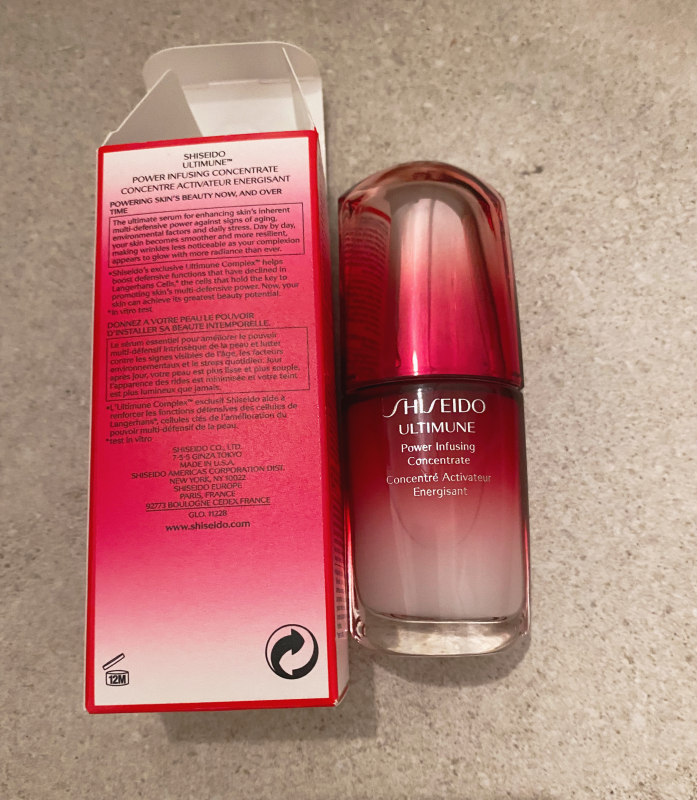 SHISEIDO
ULTIMUNE™
POWER INFUSING CONCENTRATE
CONCENTRE ACTIVATEUR ENERGISANT
POWERING SKIN'S BEAUTY NOW, AND OVER
TIME
The ultimate serum for enhancing skin's inherent
multi-defensive power against signs of aging,
environmental factors and daily stress. Day by day,
your skin becomes smoother and more resilient,
making wrinkles less noticeable as your complexion
appears to glow with more radiance than ever.
•Shiseido's exclusive Ultimune Complex™ helps
boost defensive functions that have declined in
Langerhans Cells,* the cells that hold the key to
promoting skin's multi-defensive power. Now, your
skin can achieve its greatest beauty potential.
*In vitro test
DONNEZ A VOTRE PEAU LE POUVOIR
D'INSTALLER SA BEAUTE INTEMPORELLE.
Le sérum essentiel pour améliorer le pouvoir
multi-défensif intrinsèque de la peau et lutter
contre les signes visibles de l'âge, les facteurs
environnementaux et le stress quotidien. Jour
après jour, votre peau est plus lisse et plus souple,
l'apparence des rides est minimisée et votre teint
est plus lumineux que jamais.
•L'Ultimune Complex™ exclusif Shiseido aide à
renforcer les fonctions défensives des cellules de
Langerhans*, cellules clés de l'amélioration du
pouvoir multi-défensif de la peau.
*test in vitro
SHISEIDO CO., LTD.
7-5-5 GINZA,TOKYO
MADE IN U.S.A.
SHISEIDO AMERICAS CORPORATION DIST.
NEW YORK, NY 10022
SHISEIDO EUROPE
PARIS, FRANCE
92773 BOULOGNE CEDEX FRANCE
GLO. 11228
www.shiseido.com
12M
SHISEIDO
ULTIMUNE
Power Infusing
Concentrate
Concentré Activateur
Energisant